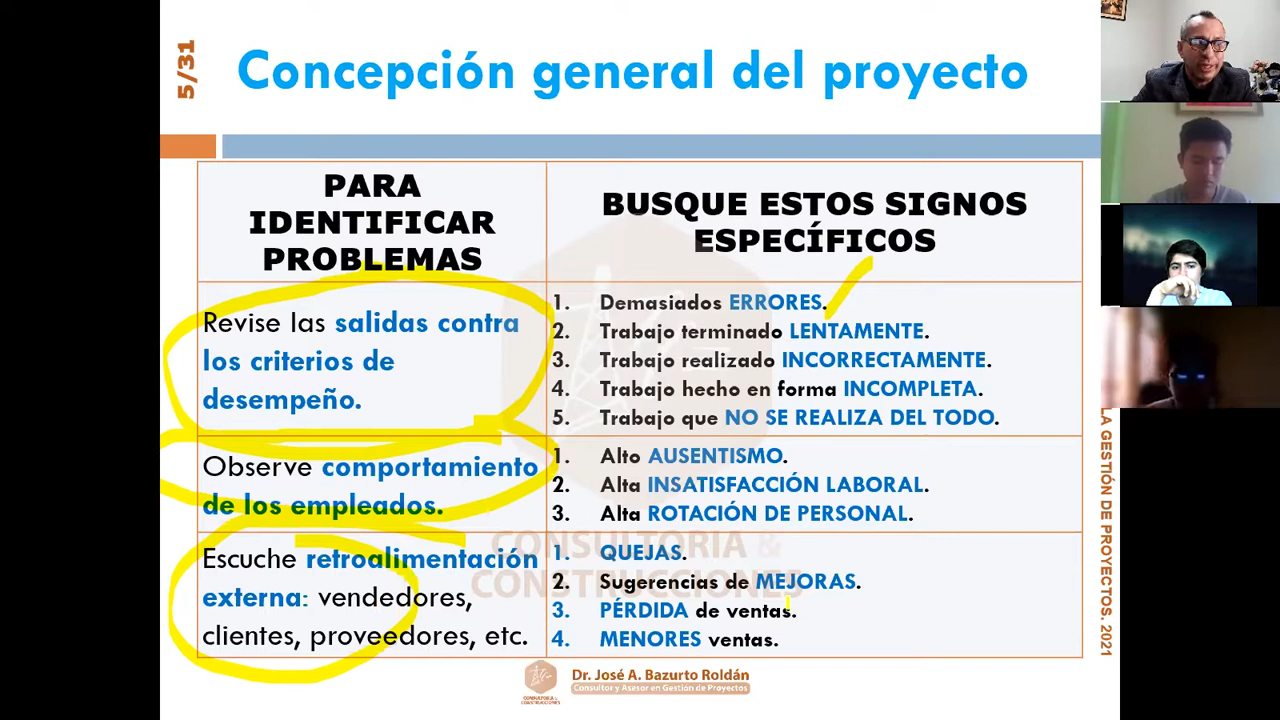 5/31
Concepción general del proyecto
PARA
IDENTIFICAR
PROBLEMAS
BUSQUE ESTOS SIGNOS
ESPECÍFICOS
Revise las salidas contra
los criterios de
desempeño.
1. Demasiados ERRORES.
2. Trabajo terminado LENTAMENTE.
3. Trabajo realizado INCORRECTAMENTE.
4. Trabajo hecho en forma INCOMPLETA.
5. Trabajo que NO SE REALIZA DEL TODO.
Observe comportamiento
de los empleados.
1. Alto AUSENTISMO.
2. Alta INSATISFACCIÓN LABORAL.
3. Alta ROTACIÓN DE PERSONAL.
Escuche retroalimentación
externa: vendedores,
clientes, proveedores, etc.
1. QUEJAS.
2. Sugerencias de MEJORAS.
3. PÉRDIDA de ventas.
4. MENORES ventas.
CONSULTORIA &
CONSTRUCCIONES
CONSULTORIA &
CONSTRUCCIONES
Dr. José A. Bazurto Roldán
Consultor y Asesor en Gestión de Proyectos
LA GESTIÓN DE PROYECTOS. 2021